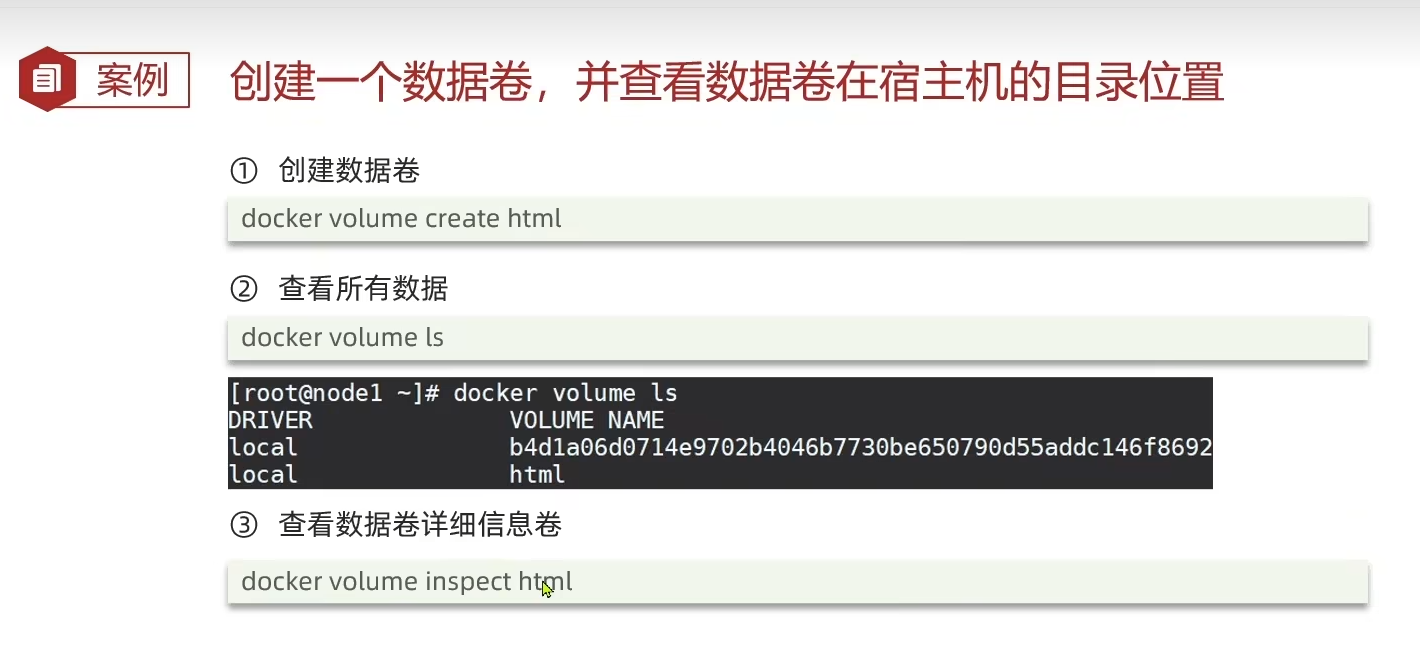 案例
创建一个数据卷，并查看数据卷在宿主机的目录位置
① 创建数据卷
docker volume create html
② 查看所有数据
docker volume ls
[root@node1 ~]# docker volume ls
DRIVER VOLUME NAME
local b4d1a06d0714e9702b4046b7730be650790d55addc146f8692
local html
③ 查看数据卷详细信息卷
docker volume inspect html